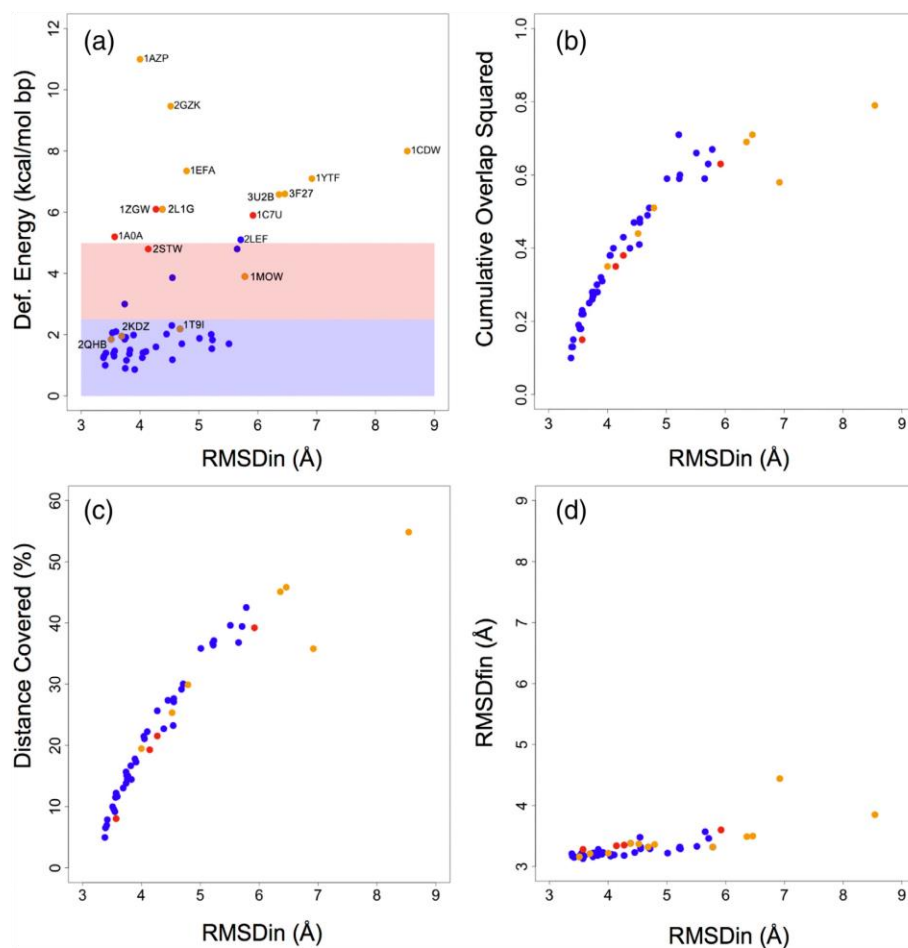 (a)
Def. Energy (kcal/mol bp)
12
10
8
6
4
2
0
1AZP
2GZK
1CDW
1EFA
1YTF
3U2B
3F27
1ZGW
2L1G
1C7U
1A0A
2LEF
2STW
1MOW
2KDZ
1T9I
2QHB
3 4 5 6 7 8 9
RMSDin (Å)
(b)
Cumulative Overlap Squared
1.0
0.8
0.6
0.4
0.2
0.0
3 4 5 6 7 8 9
RMSDin (Å)
(c)
Distance Covered (%)
60
50
40
30
20
10
0
3 4 5 6 7 8 9
RMSDin (Å)
(d)
RMSDfin (Å)
9
8
7
6
5
4
3
3 4 5 6 7 8 9
RMSDin (Å)